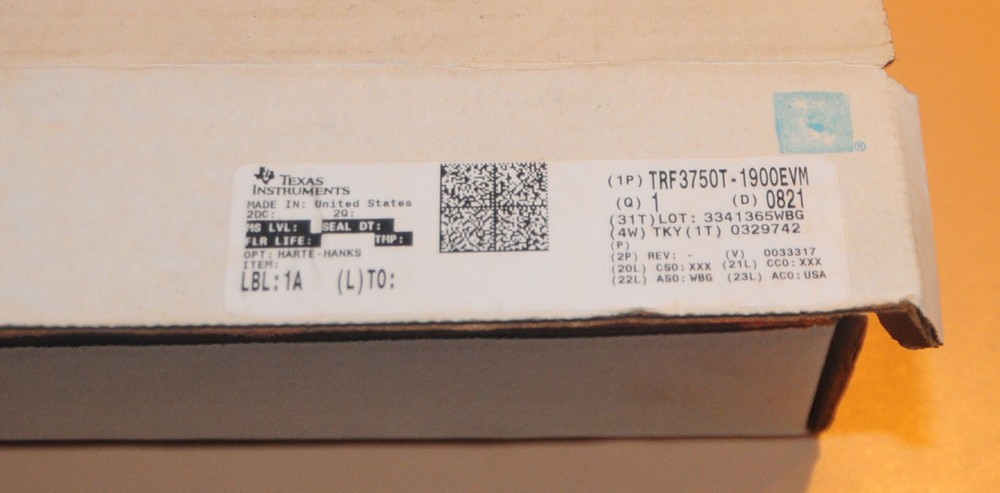 TEXAS
INSTRUMENTS
MADE IN: United States
2DC: 2Q:
MS LVL: SEAL DT:
FLR LIFE: TMP:
OPT: HARTE-HANKS
ITEM:
LBL: 1A (L)TO:
(1P) TRF3750T-1900EVM
(Q) 1 (D) 0821
(31T)LOT: 3341365WBG
(4W) TKY(1T) 0329742
(P)
(2P) REV: - (V) 0033317
(20L) CSO:XXX (21L) CCO:XXX
(22L) ASO:WBG (23L) ACO:USA
®